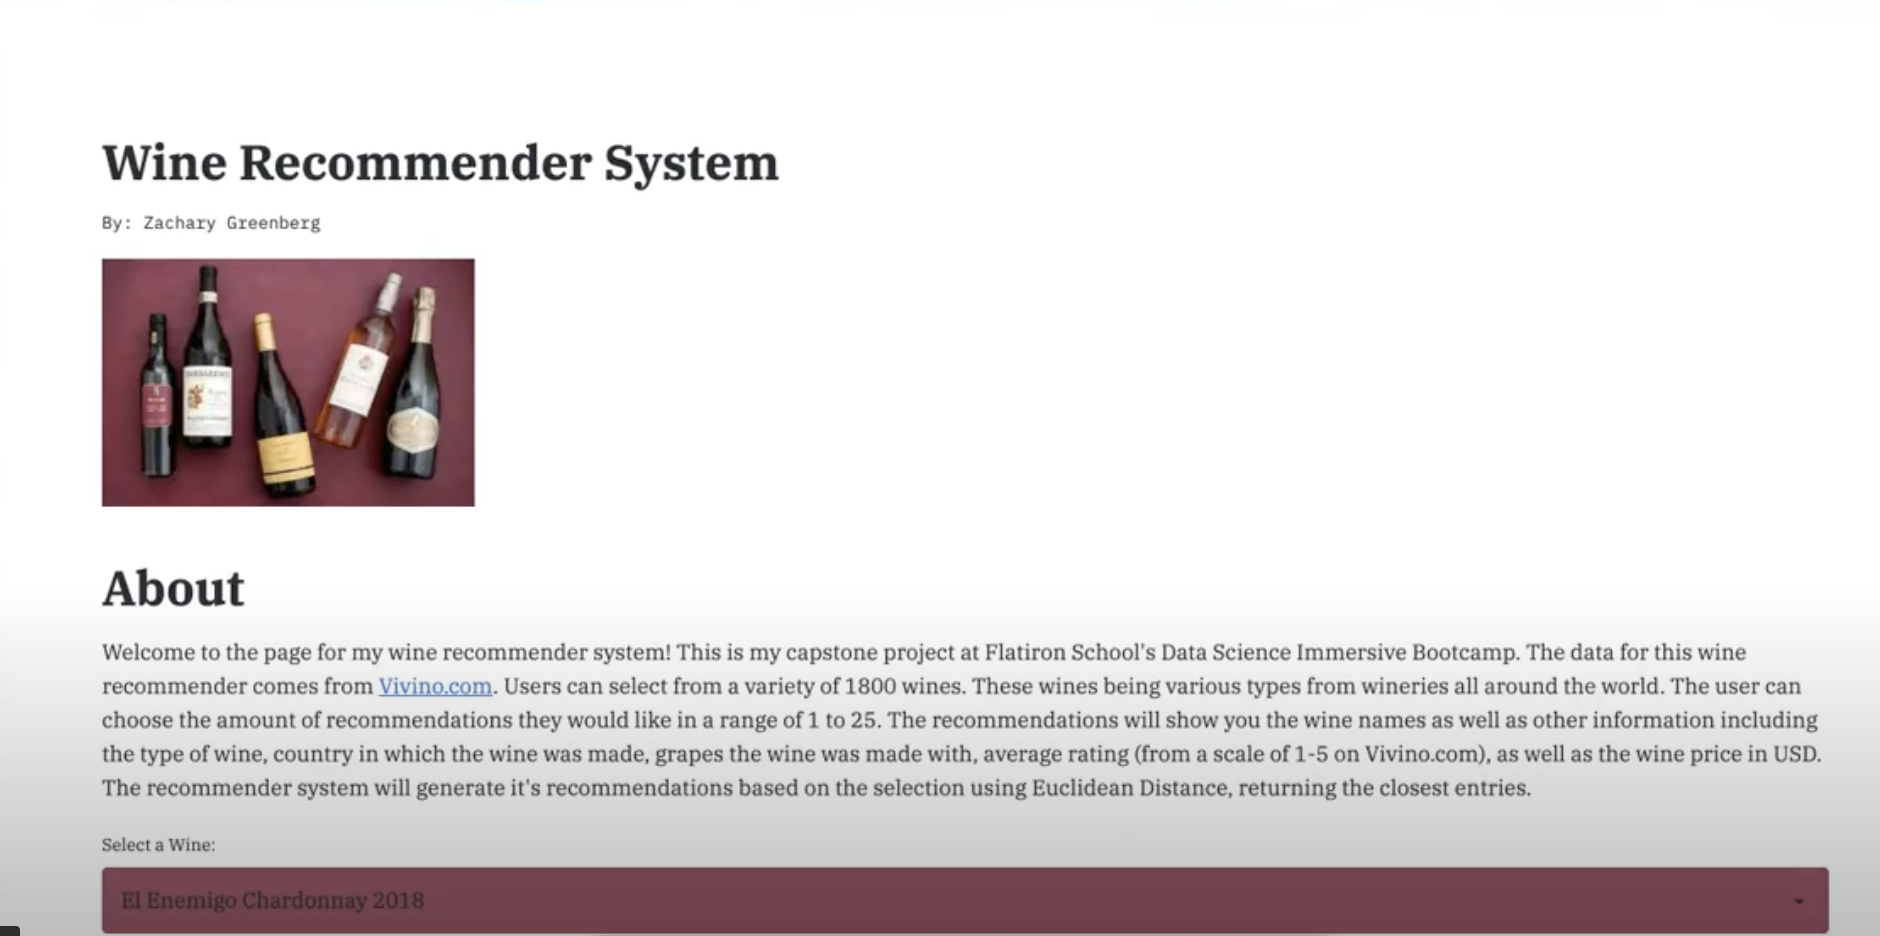 Wine Recommender System
By: Zachary Greenberg
About
Welcome to the page for my wine recommender system! This is my capstone project at Flatiron School's Data Science Immersive Bootcamp. The data for this wine
recommender comes from Vivino.com. Users can select from a variety of 1800 wines. These wines being various types from wineries all around the world. The user can
choose the amount of recommendations they would like in a range of 1 to 25. The recommendations will show you the wine names as well as other information including
the type of wine, country in which the wine was made, grapes the wine was made with, average rating (from a scale of 1-5 on Vivino.com), as well as the wine price in USD.
The recommender system will generate it's recommendations based on the selection using Euclidean Distance, returning the closest entries.
Select a Wine:
El Enemigo Chardonnay 2018